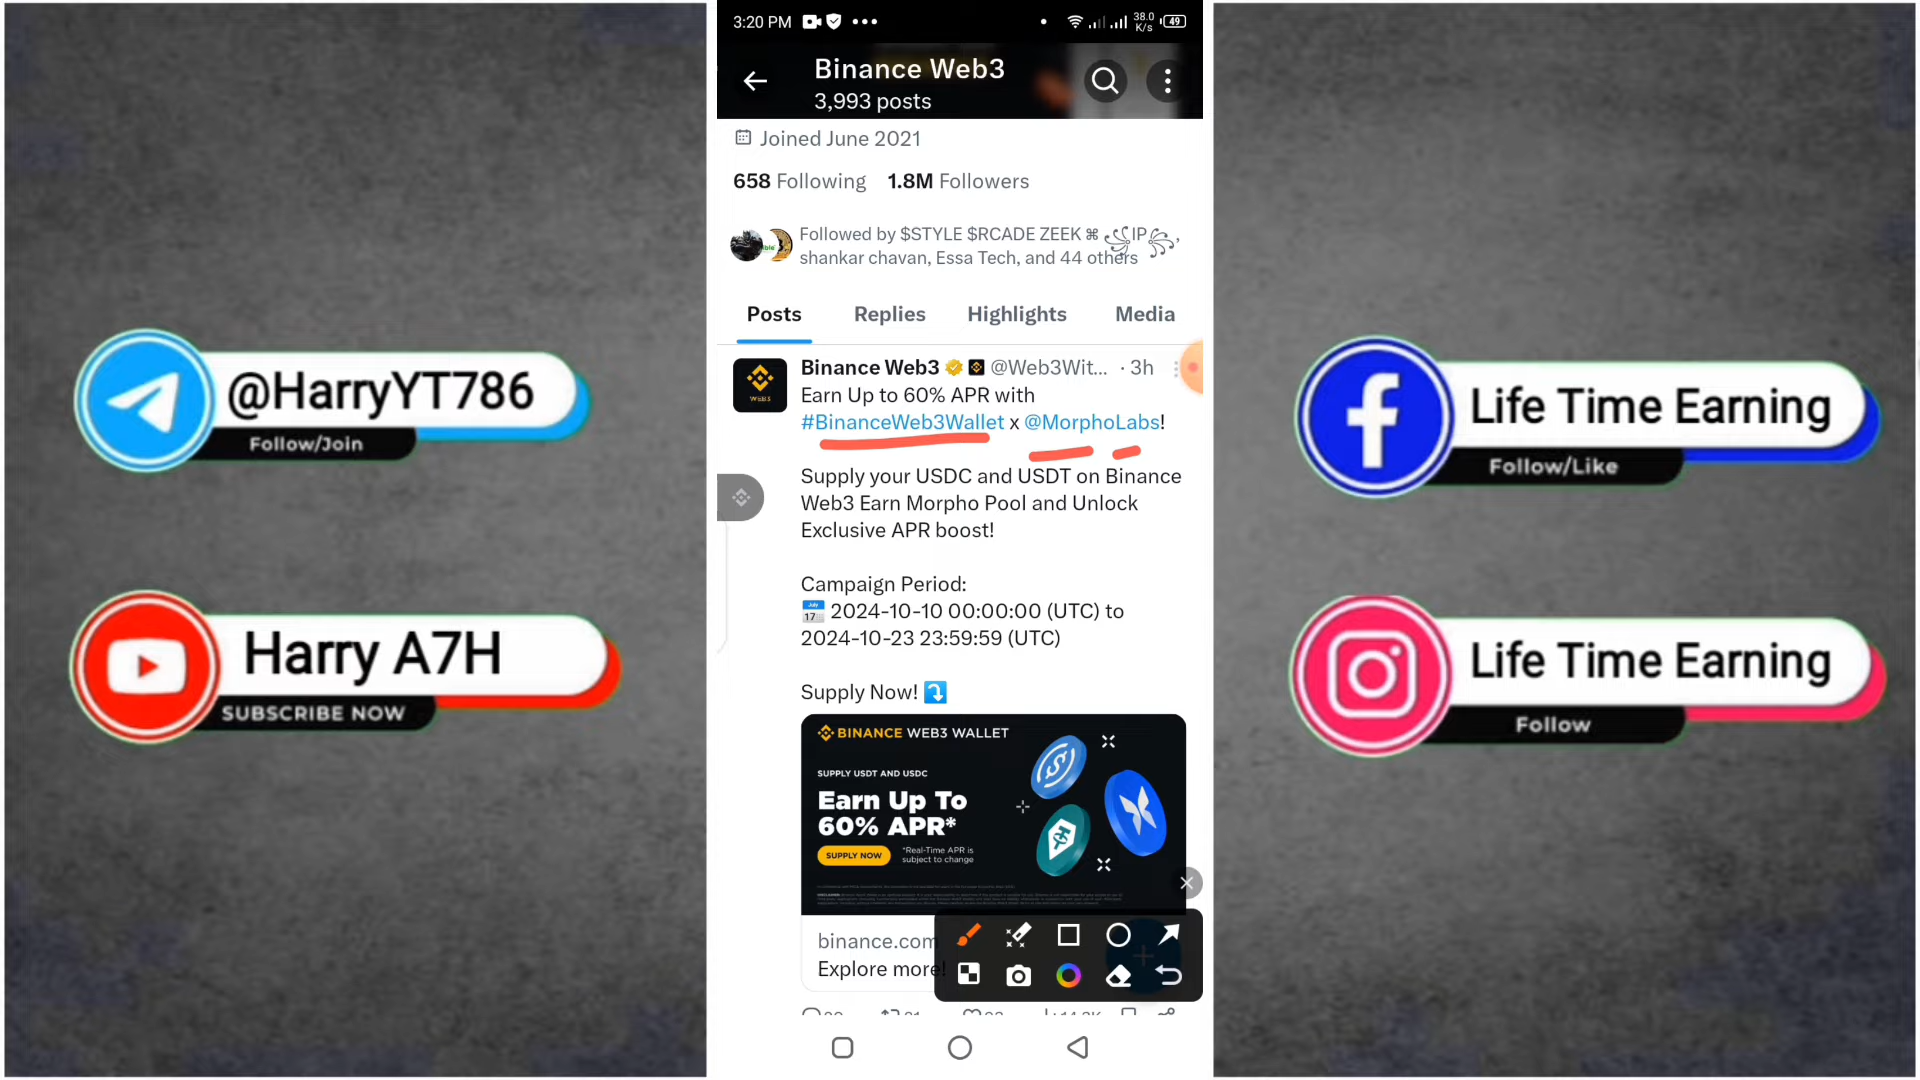 3:20 PM
38.0
K/s
49
Binance Web3
3,993 posts
Joined June 2021
658 Following 1.8M Followers
Followed by $STYLE $RCADE ZEEK ⌘ ꧁IP꧂,
shankar chavan, Essa Tech, and 44 others
Posts Replies Highlights Media
Binance Web3 @Web3Wit... · 3h
Earn Up to 60% APR with
#BinanceWeb3Wallet x @MorphoLabs!
Supply your USDC and USDT on Binance
Web3 Earn Morpho Pool and Unlock
Exclusive APR boost!
Campaign Period:
📅 2024-10-10 00:00:00 (UTC) to
2024-10-23 23:59:59 (UTC)
Supply Now! ⤵️
BINANCE WEB3 WALLET
SUPPLY USDT AND USDC
Earn Up To
60% APR*
SUPPLY NOW
*Real-Time APR is
subject to change
binance.com
Explore more!
@HarryYT786
Follow/Join
Harry A7H
SUBSCRIBE NOW
Life Time Earning
Follow/Like
Life Time Earning
Follow